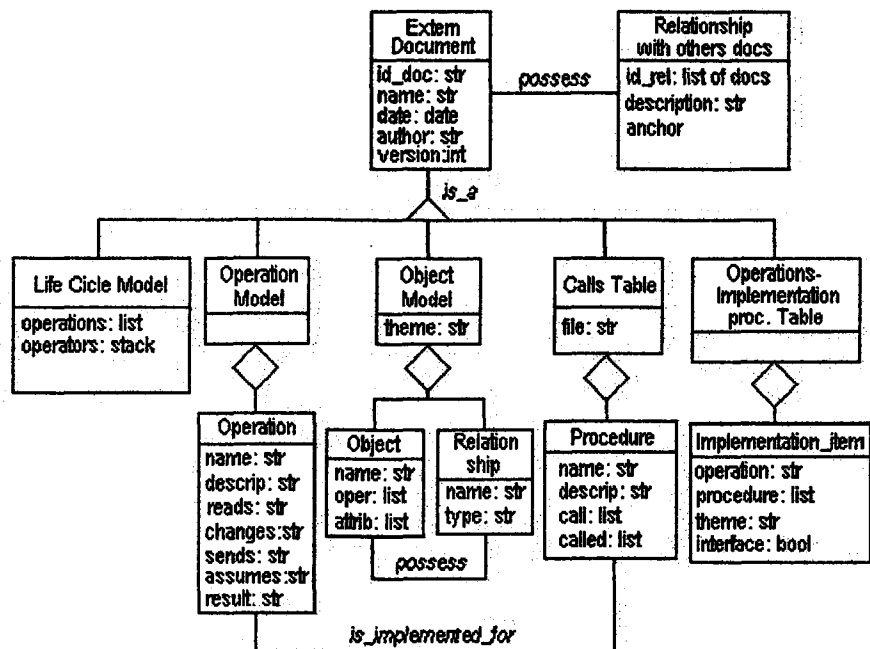 Extern
Document
id_doc: str
name: str
date: date
author: str
version:int
possess
Relationship
with others docs
id_rel: list of docs
description: str
anchor
is_a
Life Cicle Model
operations: list
operators: stack
Operation
Model
Object
Model
theme: str
Calls Table
file: str
Operations-
Implementation
proc. Table
Operation
name: str
descrip: str
reads: str
changes:str
sends: str
assumes:str
result: str
Object
name: str
oper: list
attrib: list
Relation
ship
name: str
type: str
possess
Procedure
name: str
descrip: str
call: list
called: list
Implementation_item
operation: str
procedure: list
theme: str
interface: bool
is_implemented_for